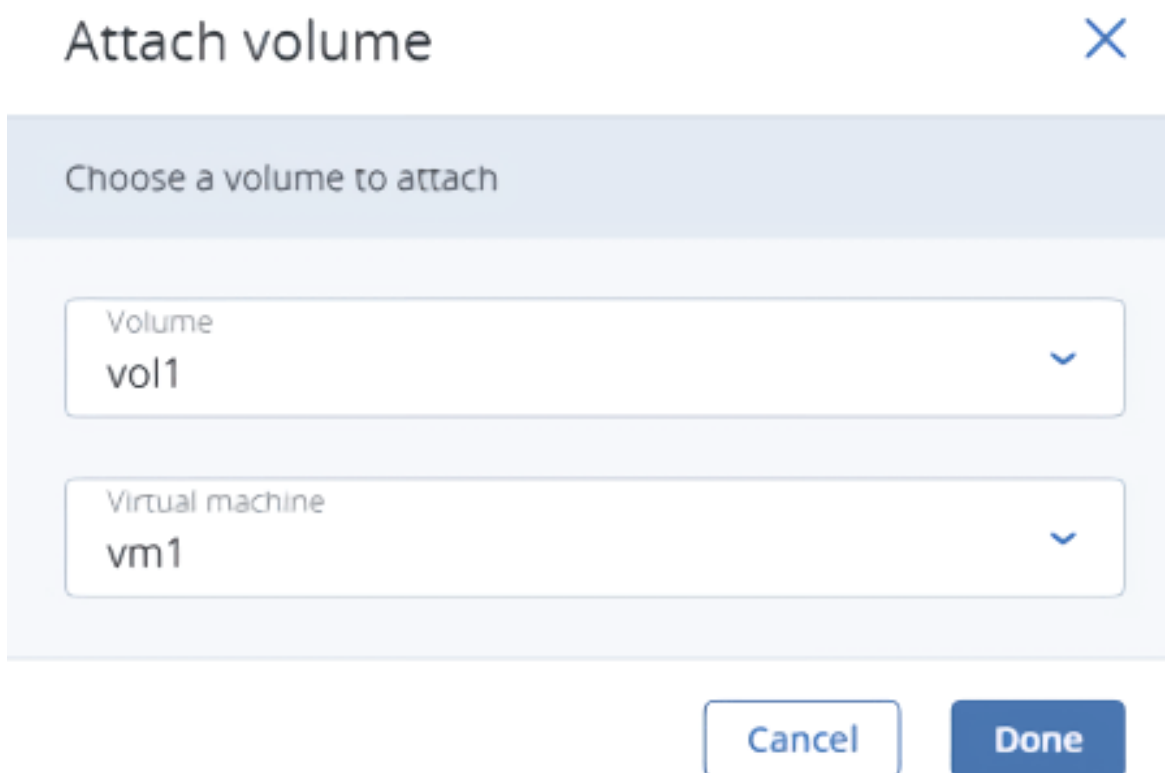 Attach volume
Choose a volume to attach
Volume
vol1
Virtual machine
vm1
Cancel Done